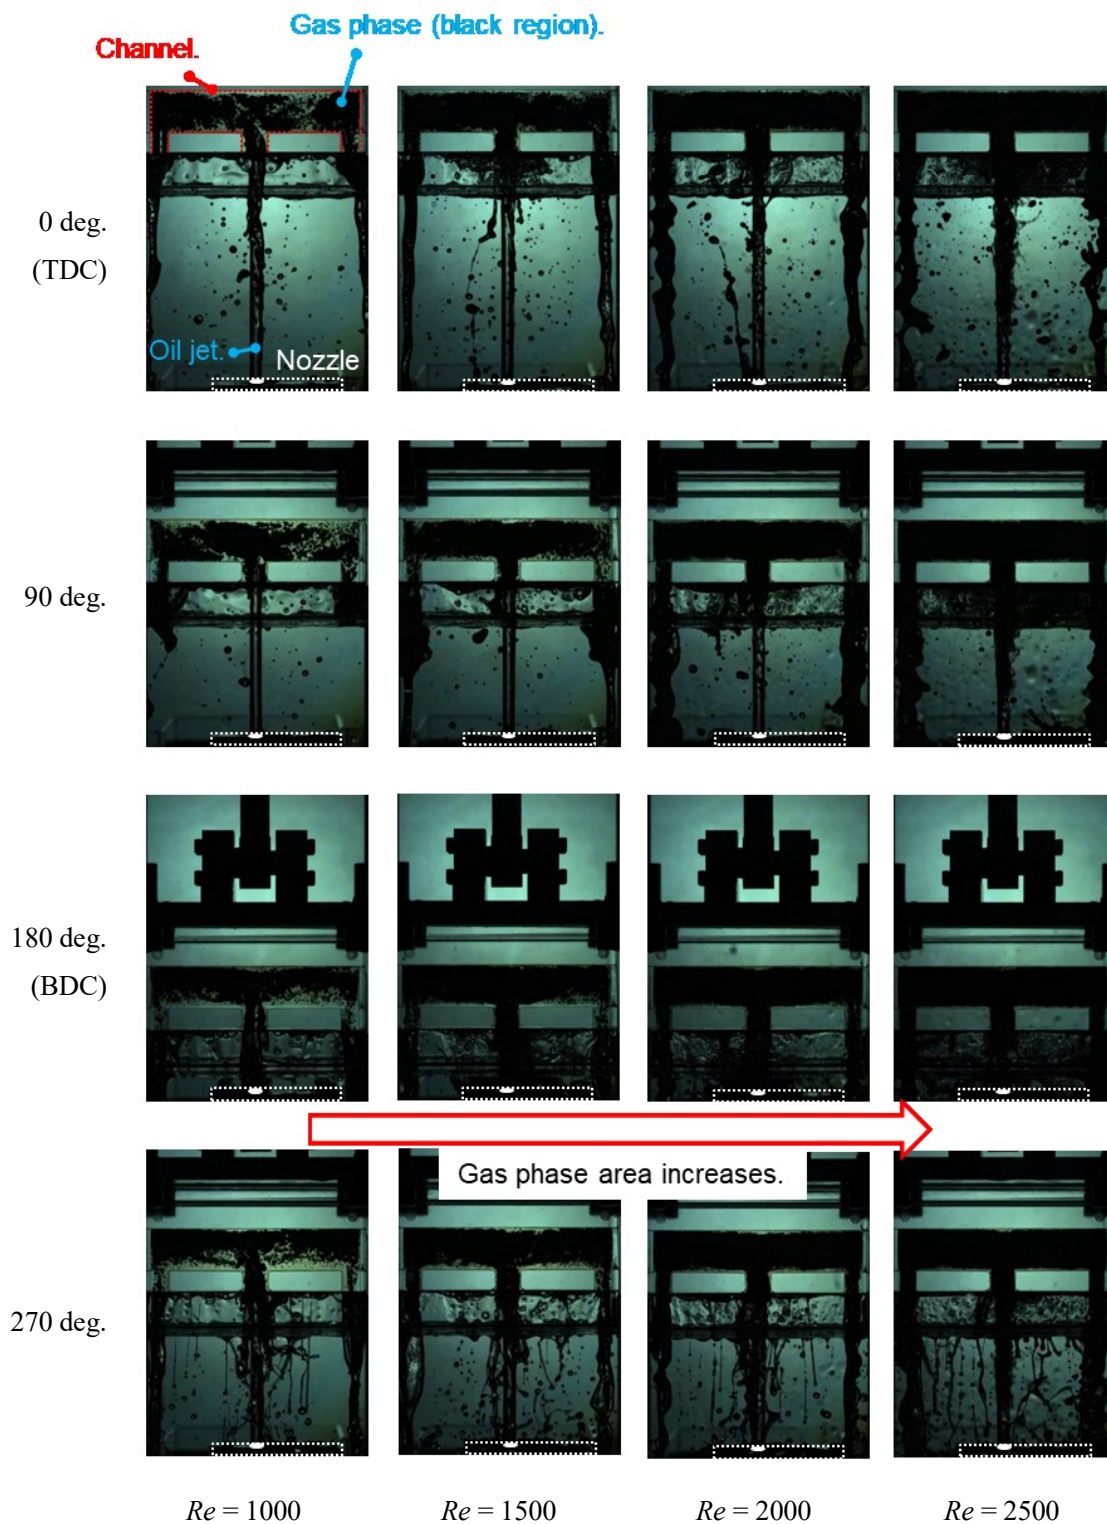 Gas phase (black region).
Channel.
0 deg.
(TDC)
Oil jet.
Nozzle
90 deg.
180 deg.
(BDC)
Gas phase area increases.
270 deg.
Re = 1000
Re = 1500
Re = 2000
Re = 2500